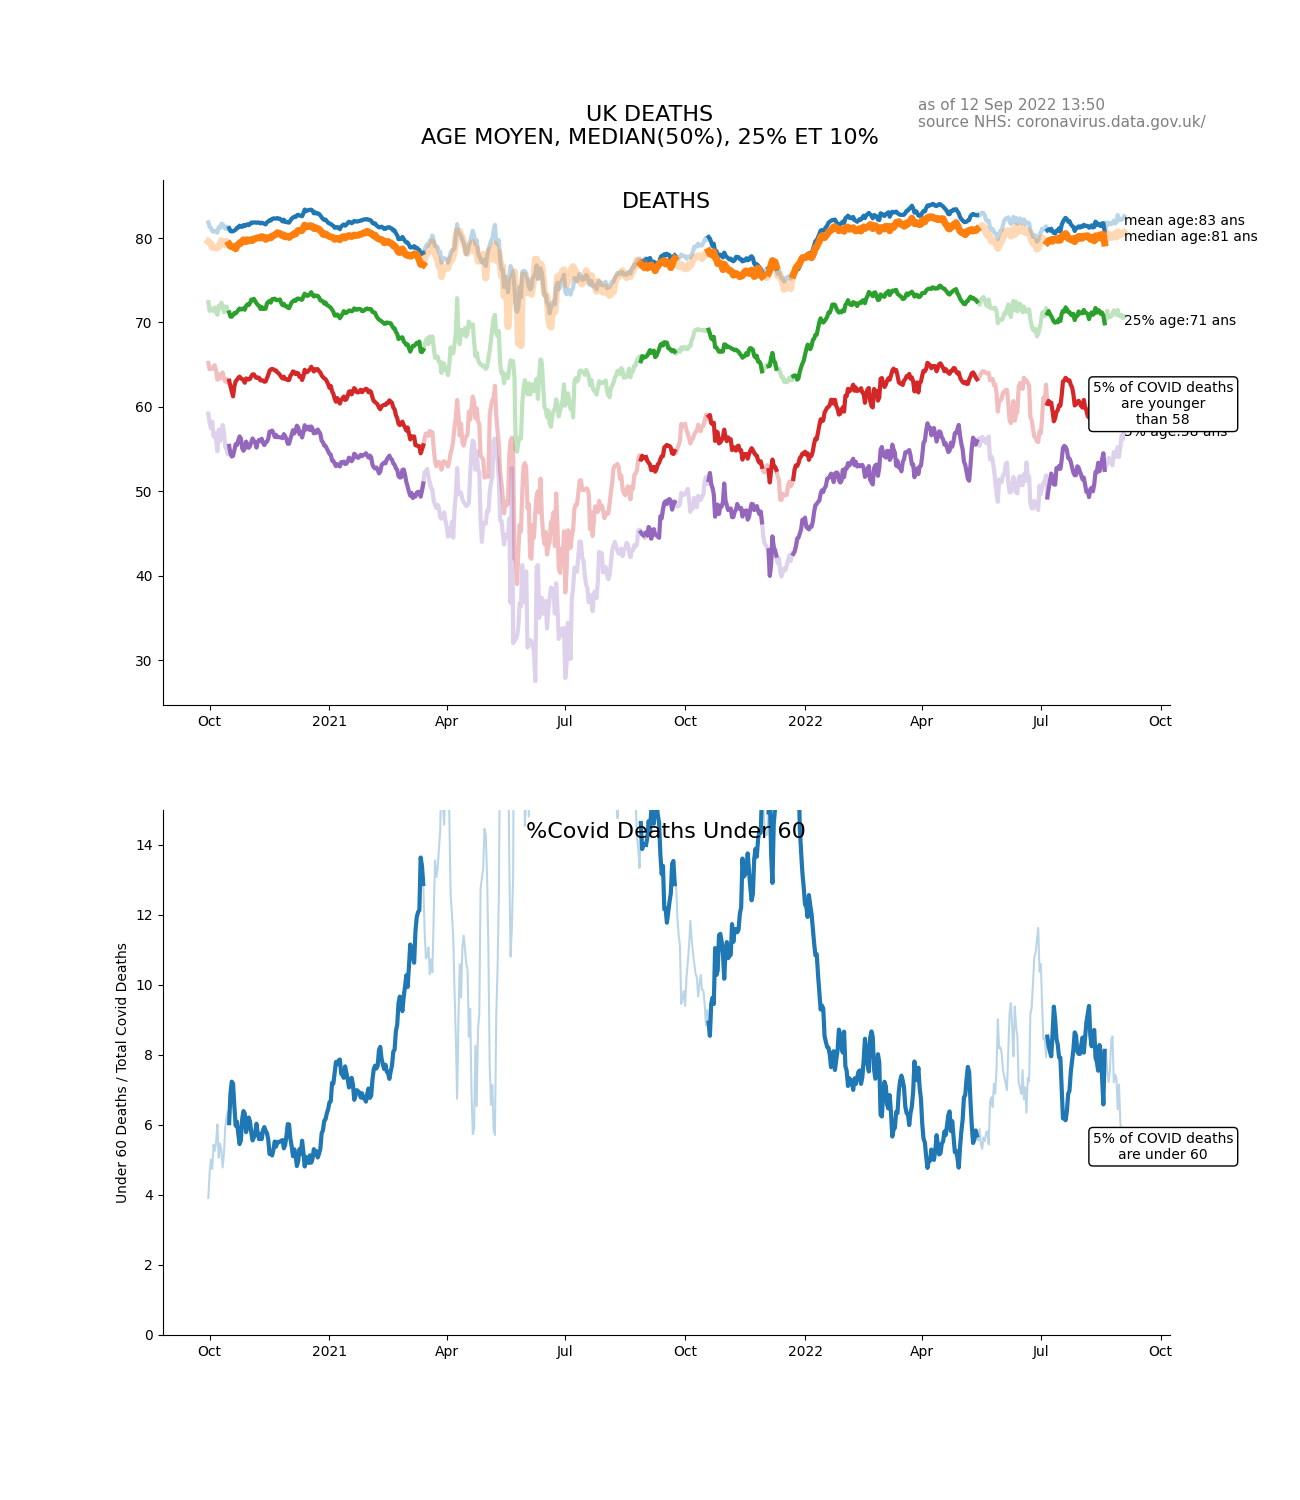 UK DEATHS
AGE MOYEN, MEDIAN(50%), 25% ET 10%
as of 12 Sep 2022 13:50
source NHS: coronavirus.data.gov.uk/
DEATHS
80
70
60
50
40
30
mean age:83 ans
median age:81 ans
25% age:71 ans
5% of COVID deaths
are younger
than 58
5% age:58 ans
Oct
2021
Apr
Jul
Oct
2022
Apr
Jul
Oct
%Covid Deaths Under 60
Under 60 Deaths / Total Covid Deaths
14
12
10
8
6
4
2
0
5% of COVID deaths
are under 60
Oct
2021
Apr
Jul
Oct
2022
Apr
Jul
Oct